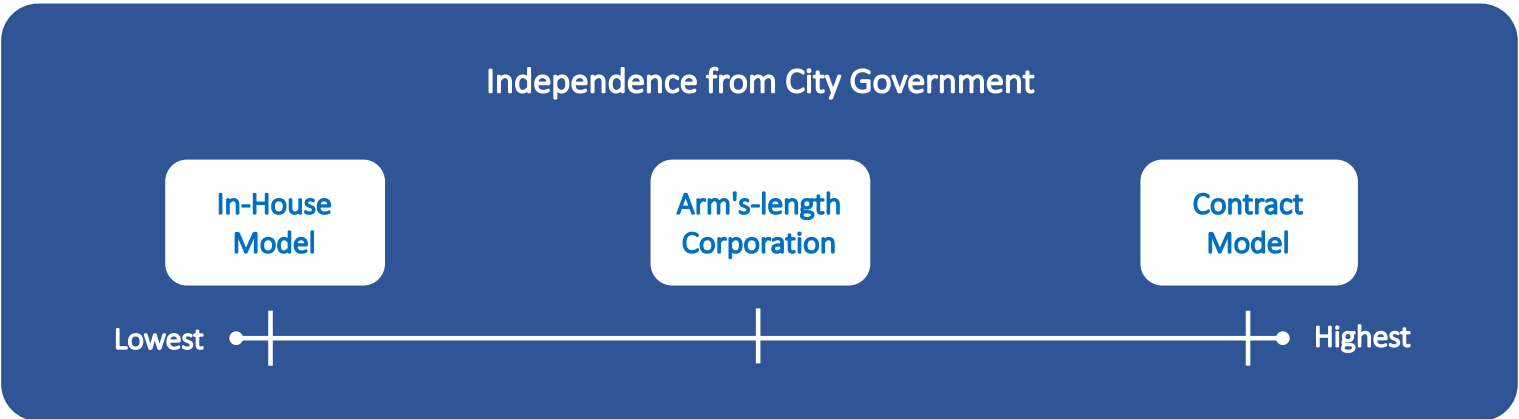 Independence from City Government
In-House
Model
Arm's-length
Corporation
Contract
Model
Lowest
Highest